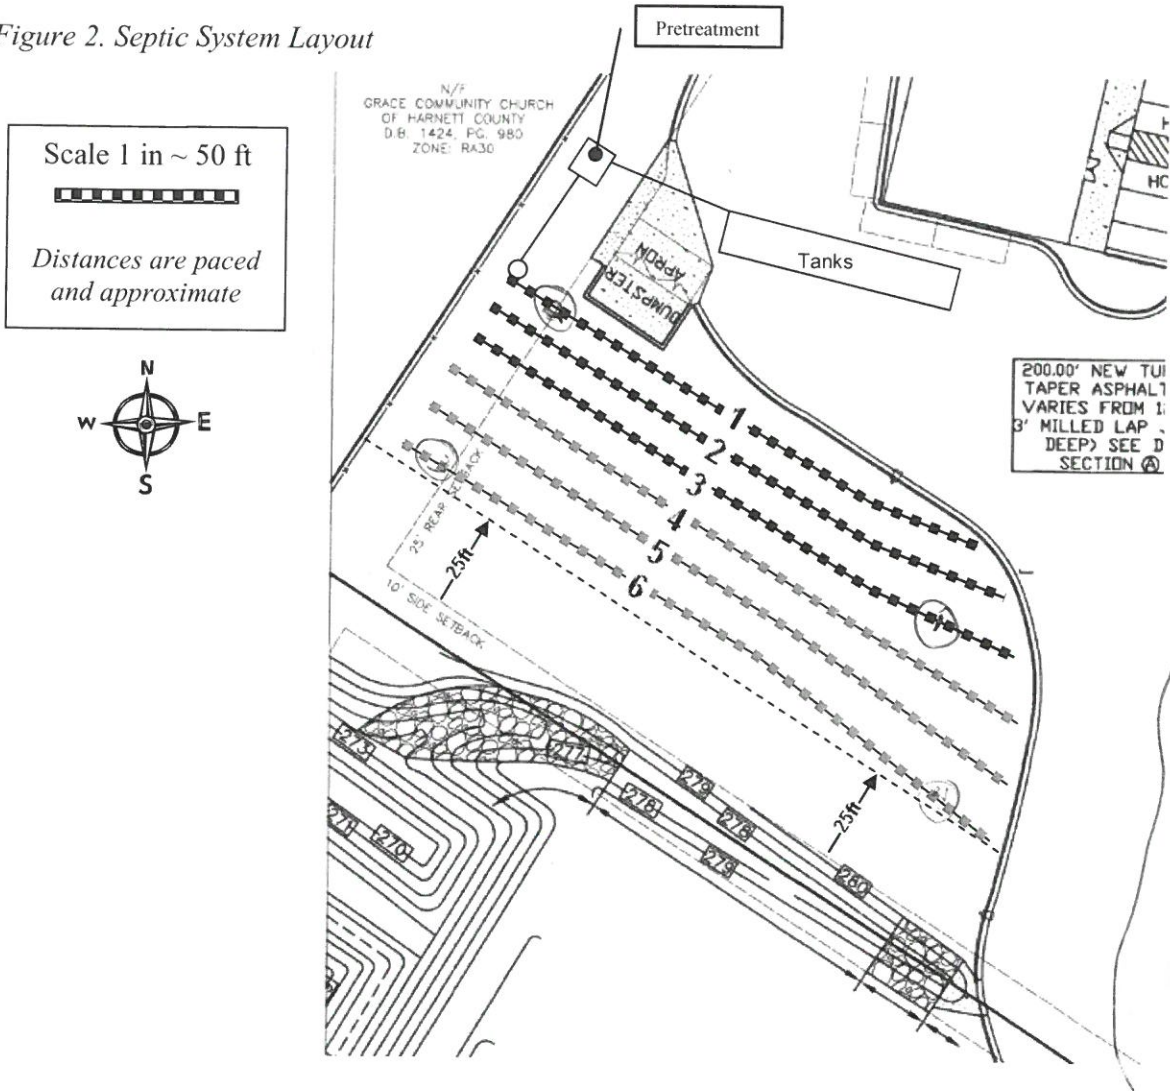 Figure 2. Septic System Layout
Pretreatment
N/F
GRACE COMMUNITY CHURCH
OF HARNETT COUNTY
D.B. 1424, PG. 980
ZONE: RA30
Scale 1 in ~ 50 ft
Distances are paced
and approximate
N
W E
S
Tanks
DUMPSTER
APRON
HC
200.00' NEW TU
TAPER ASPHALT
VARIES FROM 1
3' MILLED LAP
DEEP) SEE D
SECTION A
1
2
3
4
5
6
25' REAR SETBACK
25ft
10' SIDE SETBACK
25ft
273
277
271
270
278
279
278
279
280